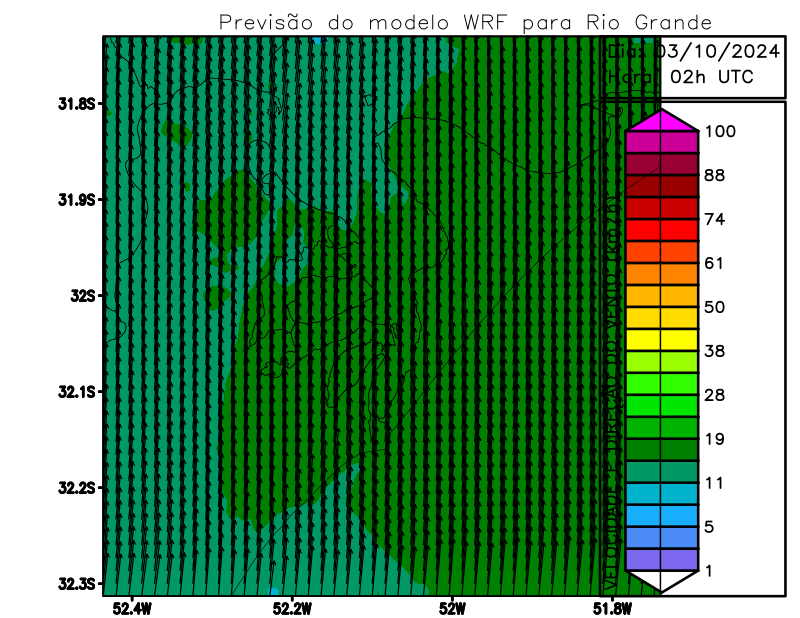 Previsão do modelo WRF para Rio Grande
Dia: 03/10/2024
Hora: 02h UTC
31.8S
31.9S
32S
32.1S
32.2S
32.3S
52.4W
52.2W
52W
51.8W
VELOCIDADE E DIREÇÃO DO VENTO (km/h)
100
88
74
61
50
38
28
19
11
5
1